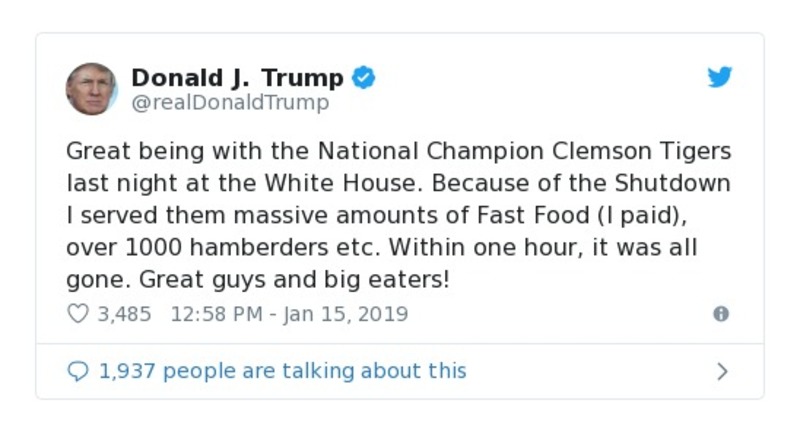 Donald J. Trump
@realDonaldTrump
Great being with the National Champion Clemson Tigers
last night at the White House. Because of the Shutdown
I served them massive amounts of Fast Food (I paid),
over 1000 hamberders etc. Within one hour, it was all
gone. Great guys and big eaters!
3,485 12:58 PM - Jan 15, 2019
1,937 people are talking about this